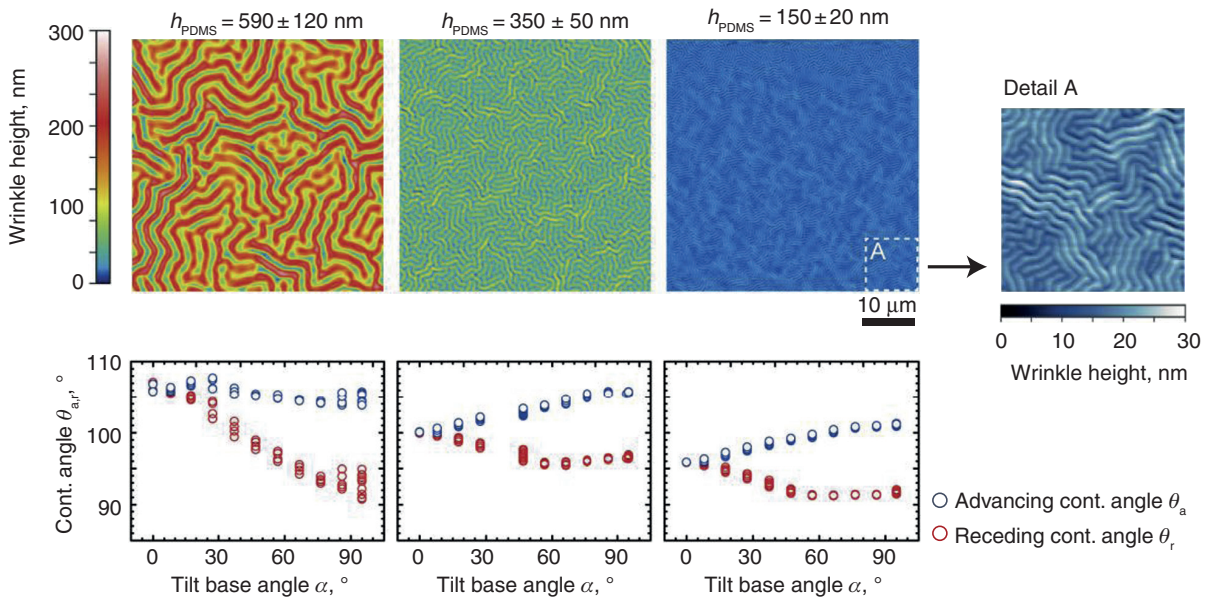 h_PDMS = 590 ± 120 nm
h_PDMS = 350 ± 50 nm
h_PDMS = 150 ± 20 nm
Wrinkle height, nm
300
200
100
0
A
10 μm
Detail A
0 10 20 30
Wrinkle height, nm
Cont. angle θ_a,r, °
110
100
90
0 30 60 90
Tilt base angle α, °
0 30 60 90
Tilt base angle α, °
0 30 60 90
Tilt base angle α, °
Advancing cont. angle θ_a
Receding cont. angle θ_r